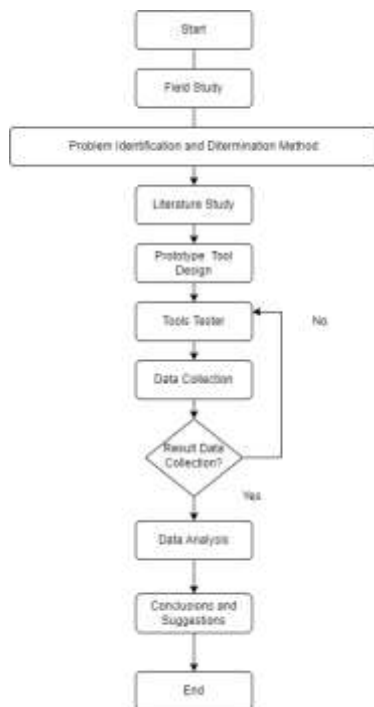 Start
Field Study
Problem Identification and Ditermination Method
Literature Study
Prototype Tool
Design
Tools Tester
No
Data Collection
Result Data
Collection?
Yes
Data Analysis
Conclusions and
Suggestions
End